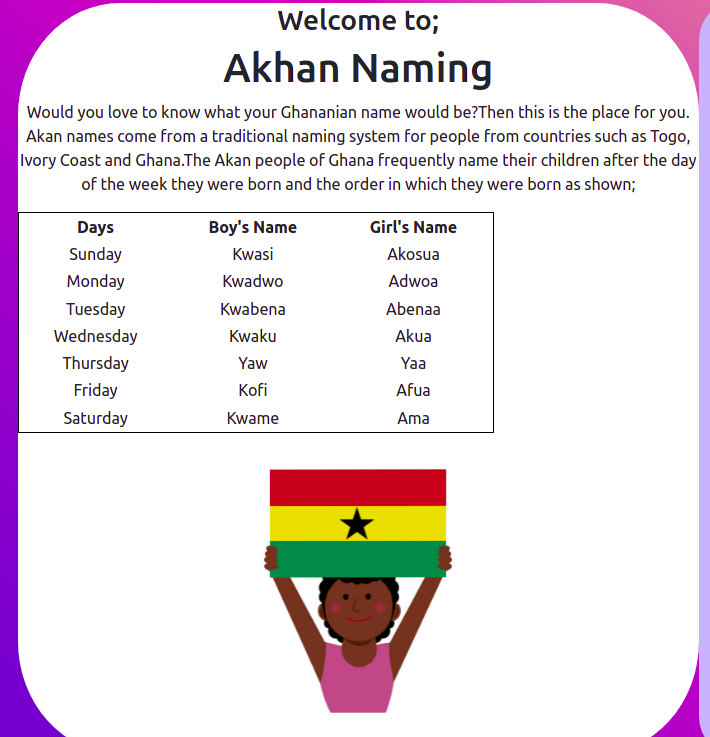 Welcome to;
Akhan Naming
Would you love to know what your Ghananian name would be?Then this is the place for you.
Akan names come from a traditional naming system for people from countries such as Togo,
Ivory Coast and Ghana.The Akan people of Ghana frequently name their children after the day
of the week they were born and the order in which they were born as shown;
Days Boy's Name Girl's Name
Sunday Kwasi Akosua
Monday Kwadwo Adwoa
Tuesday Kwabena Abenaa
Wednesday Kwaku Akua
Thursday Yaw Yaa
Friday Kofi Afua
Saturday Kwame Ama